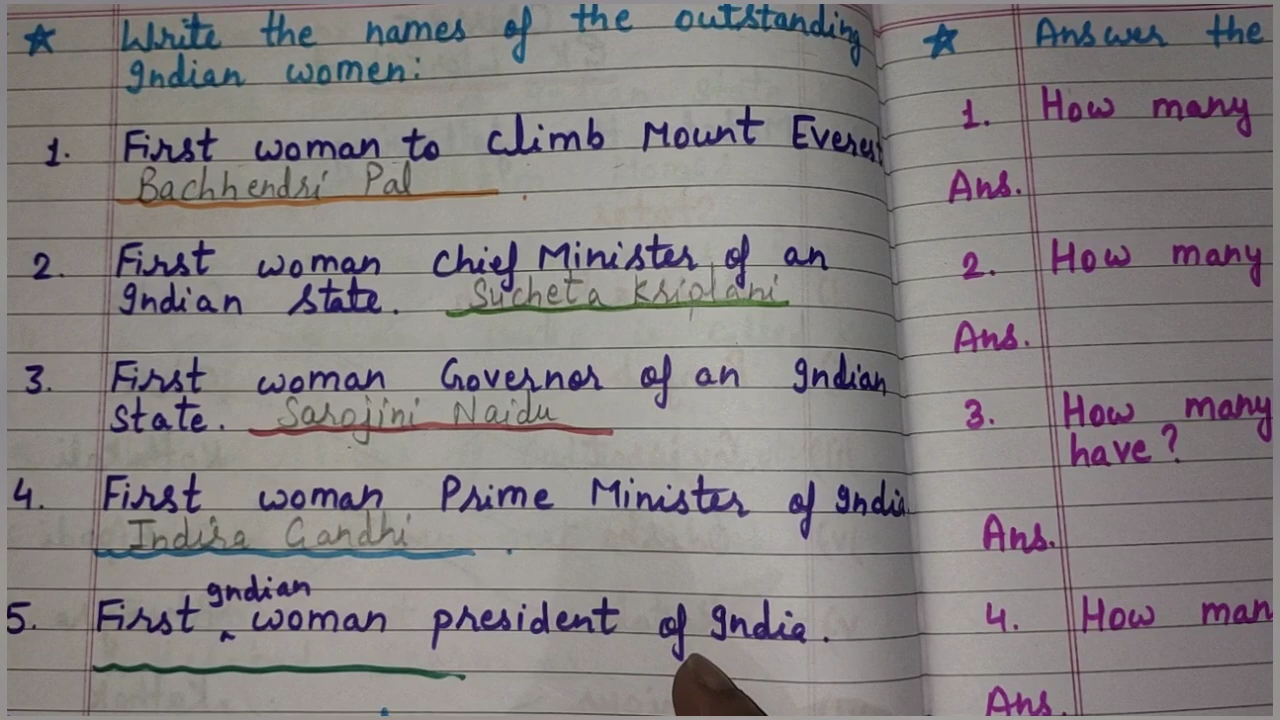 ☆ Write the names of the outstanding
Indian women:
1. First woman to climb Mount Everest
Bachhendri Pal .
2. First woman Chief Minister of an
Indian state. Sucheta Kriplani
3. First woman Governor of an Indian
state. Sarojini Naidu
4. First woman Prime Minister of India
Indira Gandhi .
5. First Indian woman president of India.
☆ Answer the
1. How many
Ans.
2. How many
Ans.
3. How many
have?
Ans.
4. How man
Ans.